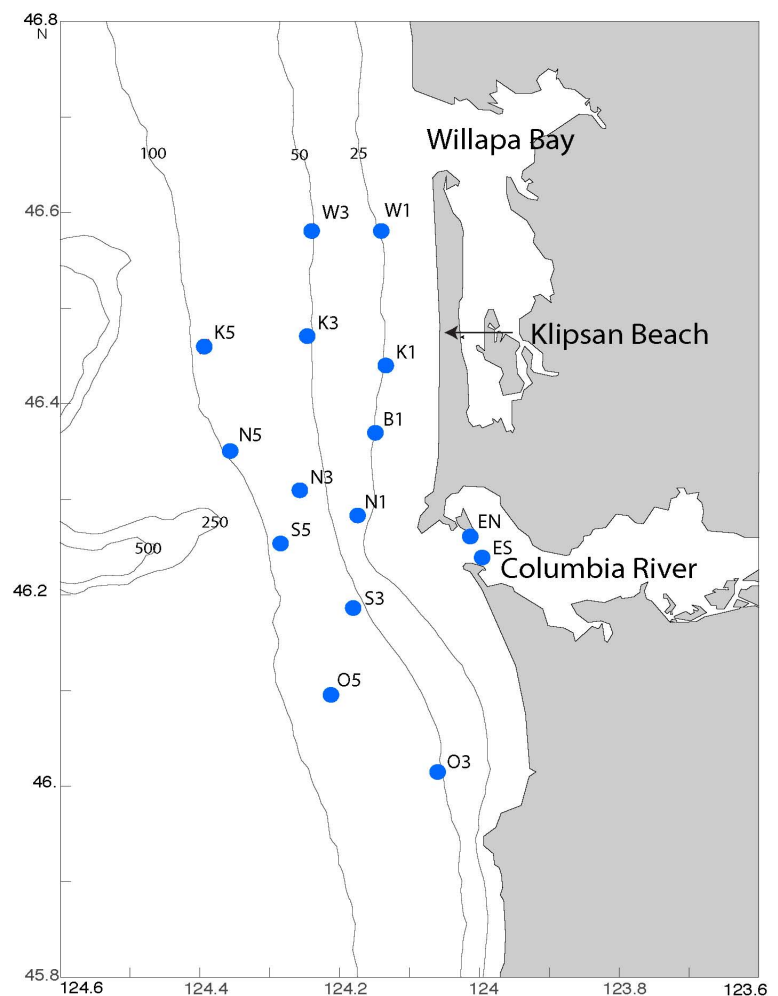 46.8
N
Willapa Bay
100
50
25
W3
W1
46.6
K5
K3
Klipsan Beach
K1
46.4
B1
N5
N3
N1
250
S5
EN
500
ES
Columbia River
46.2
S3
O5
O3
46.
45.8
124.6
124.4
124.2
124
123.8
123.6